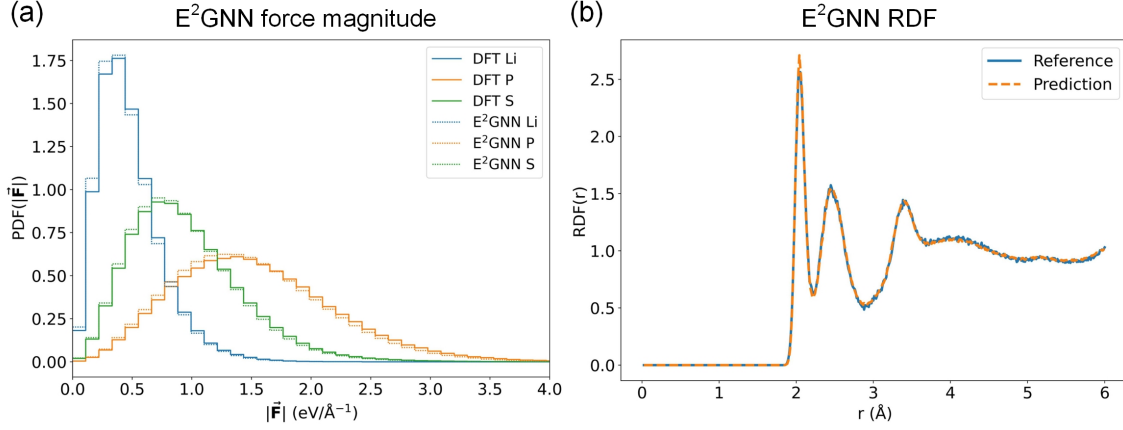 (a)
E²GNN force magnitude
1.75
1.50
1.25
1.00
0.75
0.50
0.25
0.00
PDF(|F⃗|)
DFT Li
DFT P
DFT S
E²GNN Li
E²GNN P
E²GNN S
0.0 0.5 1.0 1.5 2.0 2.5 3.0 3.5 4.0
|F⃗| (eV/Å⁻¹)
(b)
E²GNN RDF
2.5
2.0
1.5
1.0
0.5
0.0
RDF(r)
Reference
Prediction
0 1 2 3 4 5 6
r (Å)